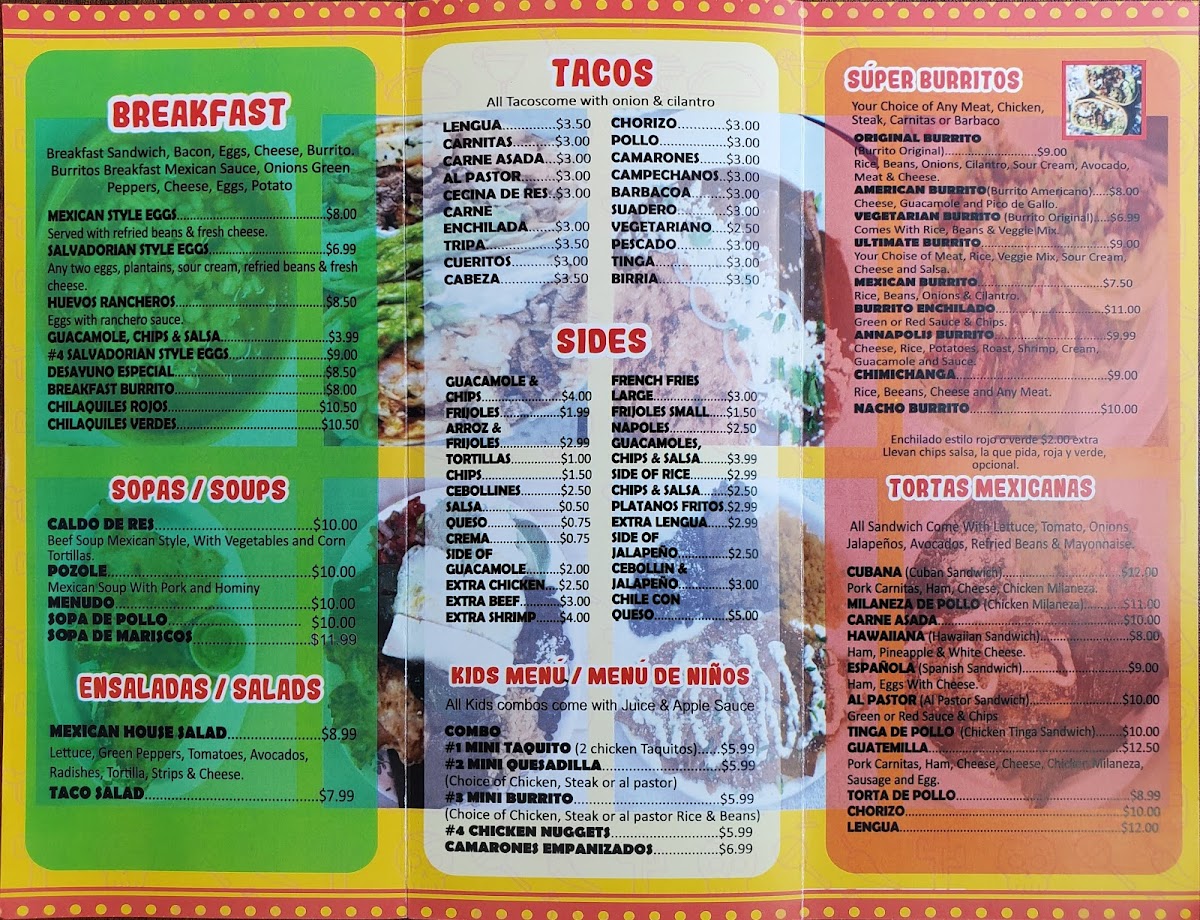 BREAKFAST
Breakfast Sandwich, Bacon, Eggs, Cheese, Burrito.
Burritos Breakfast Mexican Sauce, Onions Green
Peppers, Cheese, Eggs, Potato
MEXICAN STYLE EGGS...$8.00
Served with refried beans & fresh cheese.
SALVADORIAN STYLE EGGS...$6.99
Any two eggs, plantains, sour cream, refried beans & fresh
cheese.
HUEVOS RANCHEROS...$8.50
Eggs with ranchero sauce.
GUACAMOLE, CHIPS & SALSA...$3.99
#4 SALVADORIAN STYLE EGGS...$9.00
DESAYUNO ESPECIAL...$8.50
BREAKFAST BURRITO...$8.00
CHILAQUILES ROJOS...$10.50
CHILAQUILES VERDES...$10.50
SOPAS / SOUPS
CALDO DE RES...$10.00
Beef Soup Mexican Style, With Vegetables and Corn
Tortillas.
POZOLE...$10.00
Mexican Soup With Pork and Hominy
MENUDO...$10.00
SOPA DE POLLO...$10.00
SOPA DE MARISCOS...$11.99
ENSALADAS / SALADS
MEXICAN HOUSE SALAD...$8.99
Lettuce, Green Peppers, Tomatoes, Avocados,
Radishes, Tortilla, Strips & Cheese.
TACO SALAD...$7.99
TACOS
All Tacoscome with onion & cilantro
LENGUA...$3.50
CARNITAS...$3.00
CARNE ASADA...$3.00
AL PASTOR...$3.00
CECINA DE RES..$3.00
CARNE
ENCHILADA...$3.00
TRIPA...$3.50
CUERITOS...$3.00
CABEZA...$3.50
CHORIZO...$3.00
POLLO...$3.00
CAMARONES...$3.00
CAMPECHANOS..$3.00
BARBACOA...$3.00
SUADERO...$3.00
VEGETARIANO...$2.50
PESCADO...$3.00
TINGA...$3.00
BIRRIA...$3.50
SIDES
GUACAMOLE &
CHIPS...$4.00
FRIJOLES...$1.99
ARROZ &
FRIJOLES...$2.99
TORTILLAS...$1.00
CHIPS...$1.50
CEBOLLINES...$2.50
SALSA...$0.50
QUESO...$0.75
CREMA...$0.75
SIDE OF
GUACAMOLE...$2.00
EXTRA CHICKEN...$2.50
EXTRA BEEF...$3.00
EXTRA SHRIMP...$4.00
FRENCH FRIES
LARGE...$3.00
FRIJOLES SMALL...$1.50
NAPOLES...$2.50
GUACAMOLES,
CHIPS & SALSA...$3.99
SIDE OF RICE...$2.99
CHIPS & SALSA...$2.50
PLATANOS FRITOS.$2.99
EXTRA LENGUA...$2.99
SIDE OF
JALAPEÑO...$2.50
CEBOLLIN &
JALAPEÑO...$3.00
CHILE CON
QUESO...$5.00
KIDS MENÚ / MENÚ DE NIÑOS
All Kids combos come with Juice & Apple Sauce
COMBO
#1 MINI TAQUITO (2 chicken Taquitos)...$5.99
#2 MINI QUESADILLA...$5.99
(Choice of Chicken, Steak or al pastor)
#3 MINI BURRITO...$5.99
(Choice of Chicken, Steak or al pastor Rice & Beans)
#4 CHICKEN NUGGETS...$5.99
CAMARONES EMPANIZADOS...$6.99
SÚPER BURRITOS
Your Choice of Any Meat, Chicken,
Steak, Carnitas or Barbaco
ORIGINAL BURRITO
(Burrito Original)...$9.00
Rice, Beans, Onions, Cilantro, Sour Cream, Avocado,
Meat & Cheese.
AMERICAN BURRITO(Burrito Americano)...$8.00
Cheese, Guacamole and Pico de Gallo.
VEGETARIAN BURRITO (Burrito Original)...$6.99
Comes With Rice, Beans & Veggie Mix.
ULTIMATE BURRITO...$9.00
Your Choise of Meat, Rice, Veggie Mix, Sour Cream,
Cheese and Salsa.
MEXICAN BURRITO...$7.50
Rice, Beans, Onions & Cilantro.
BURRITO ENCHILADO...$11.00
Green or Red Sauce & Chips.
ANNAPOLIS BURRITO...$9.99
Cheese, Rice, Potatoes, Roast, Shrimp, Cream,
Guacamole and Sauce.
CHIMICHANGA...$9.00
Rice, Beeans, Cheese and Any Meat.
NACHO BURRITO...$10.00
Enchilado estilo rojo o verde $2.00 extra
Llevan chips salsa, la que pida, roja y verde,
opcional.
TORTAS MEXICANAS
All Sandwich Come With Lettuce, Tomato, Onions,
Jalapeños, Avocados, Refried Beans & Mayonnaise.
CUBANA (Cuban Sandwich)...$12.00
Pork Carnitas, Ham, Cheese, Chicken Milaneza.
MILANEZA DE POLLO (Chicken Milaneza)...$11.00
CARNE ASADA...$10.00
HAWAIIANA (Hawaiian Sandwich)...$8.00
Ham, Pineapple & White Cheese.
ESPAÑOLA (Spanish Sandwich)...$9.00
Ham, Eggs With Cheese.
AL PASTOR (Al Pastor Sandwich)...$10.00
Green or Red Sauce & Chips
TINGA DE POLLO (Chicken Tinga Sandwich)...$10.00
GUATEMILLA...$12.50
Pork Carnitas, Ham, Cheese, Cheese, Chicken Milaneza,
Sausage and Egg.
TORTA DE POLLO...$8.99
CHORIZO...$10.00
LENGUA...$12.00